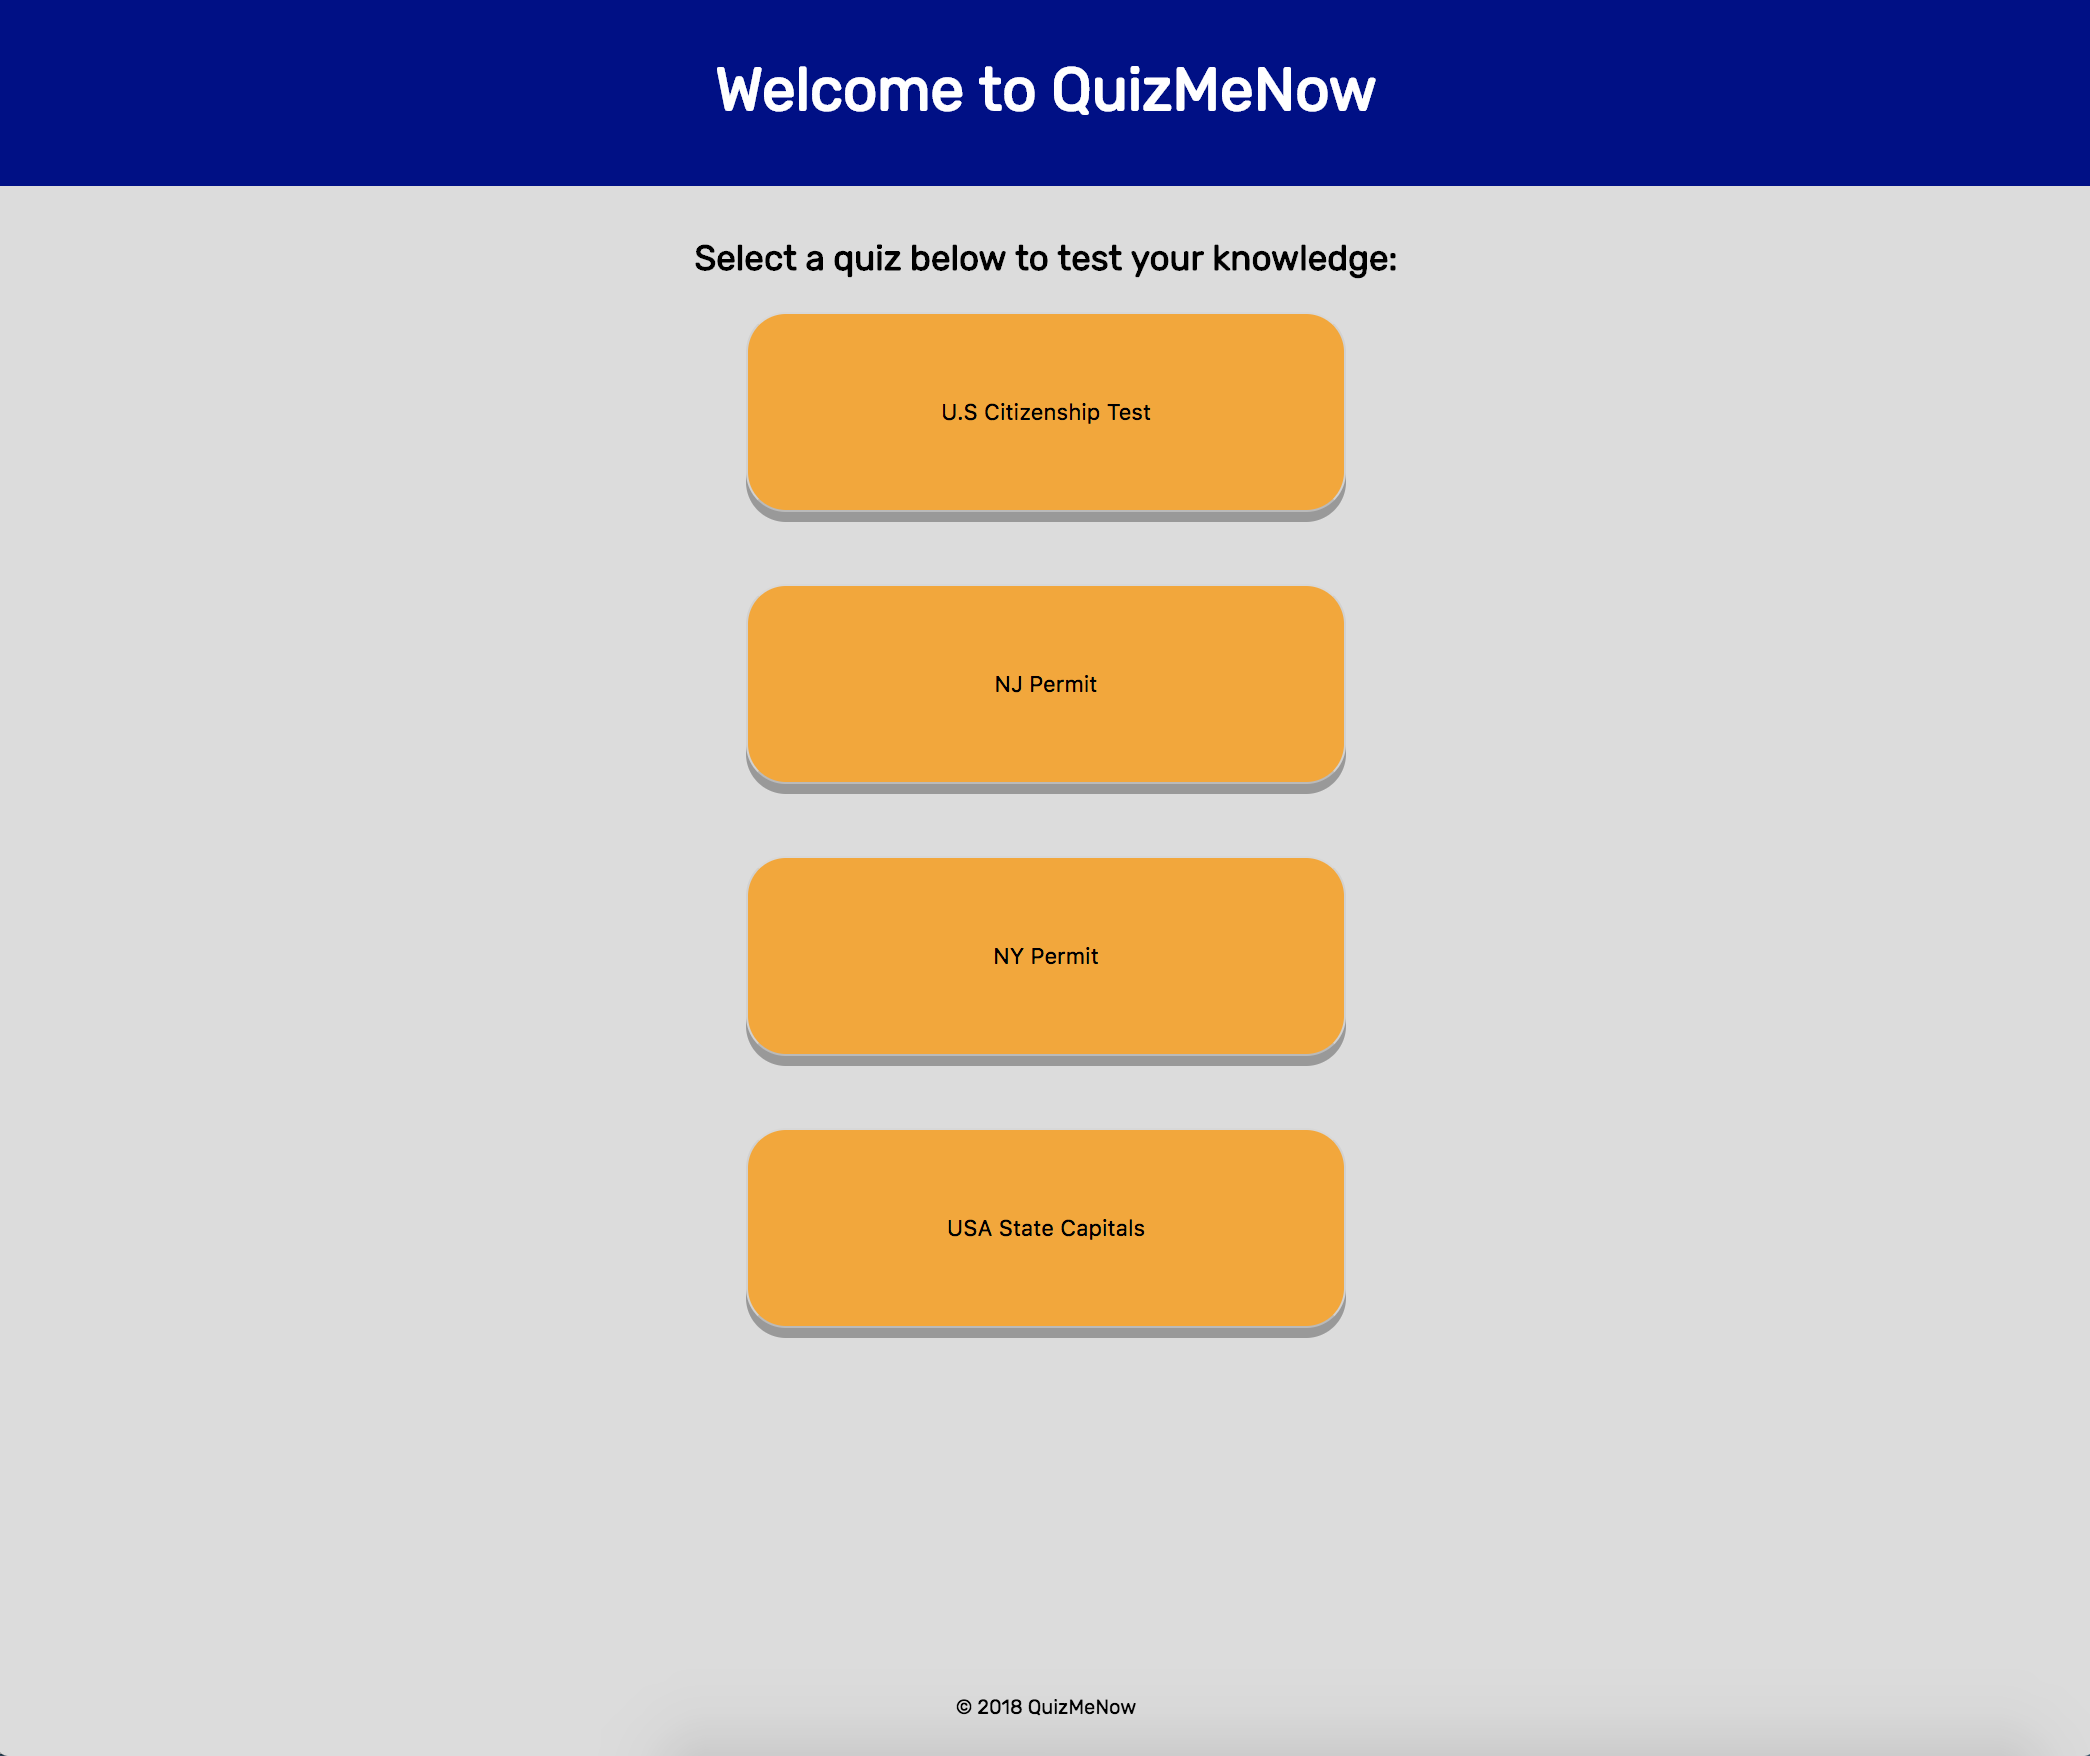 Welcome to QuizMeNow
Select a quiz below to test your knowledge:
U.S Citizenship Test
NJ Permit
NY Permit
USA State Capitals
© 2018 QuizMeNow